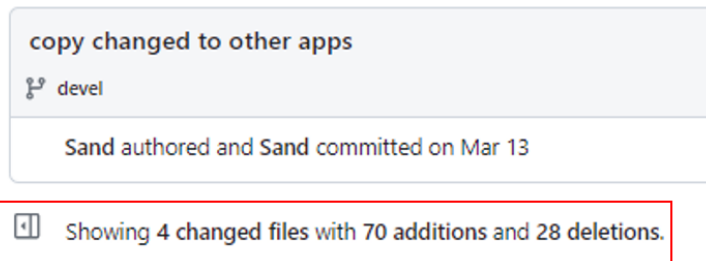 copy changed to other apps
devel
Sand authored and Sand committed on Mar 13
Showing 4 changed files with 70 additions and 28 deletions.